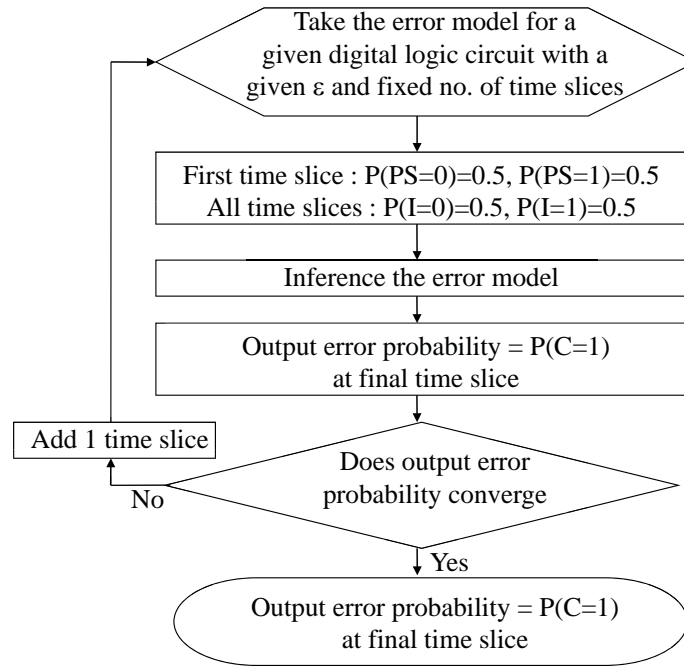 Take the error model for a
given digital logic circuit with a
given ε and fixed no. of time slices
First time slice : P(PS=0)=0.5, P(PS=1)=0.5
All time slices : P(I=0)=0.5, P(I=1)=0.5
Inference the error model
Output error probability = P(C=1)
at final time slice
Add 1 time slice
Does output error
probability converge
No
Yes
Output error probability = P(C=1)
at final time slice